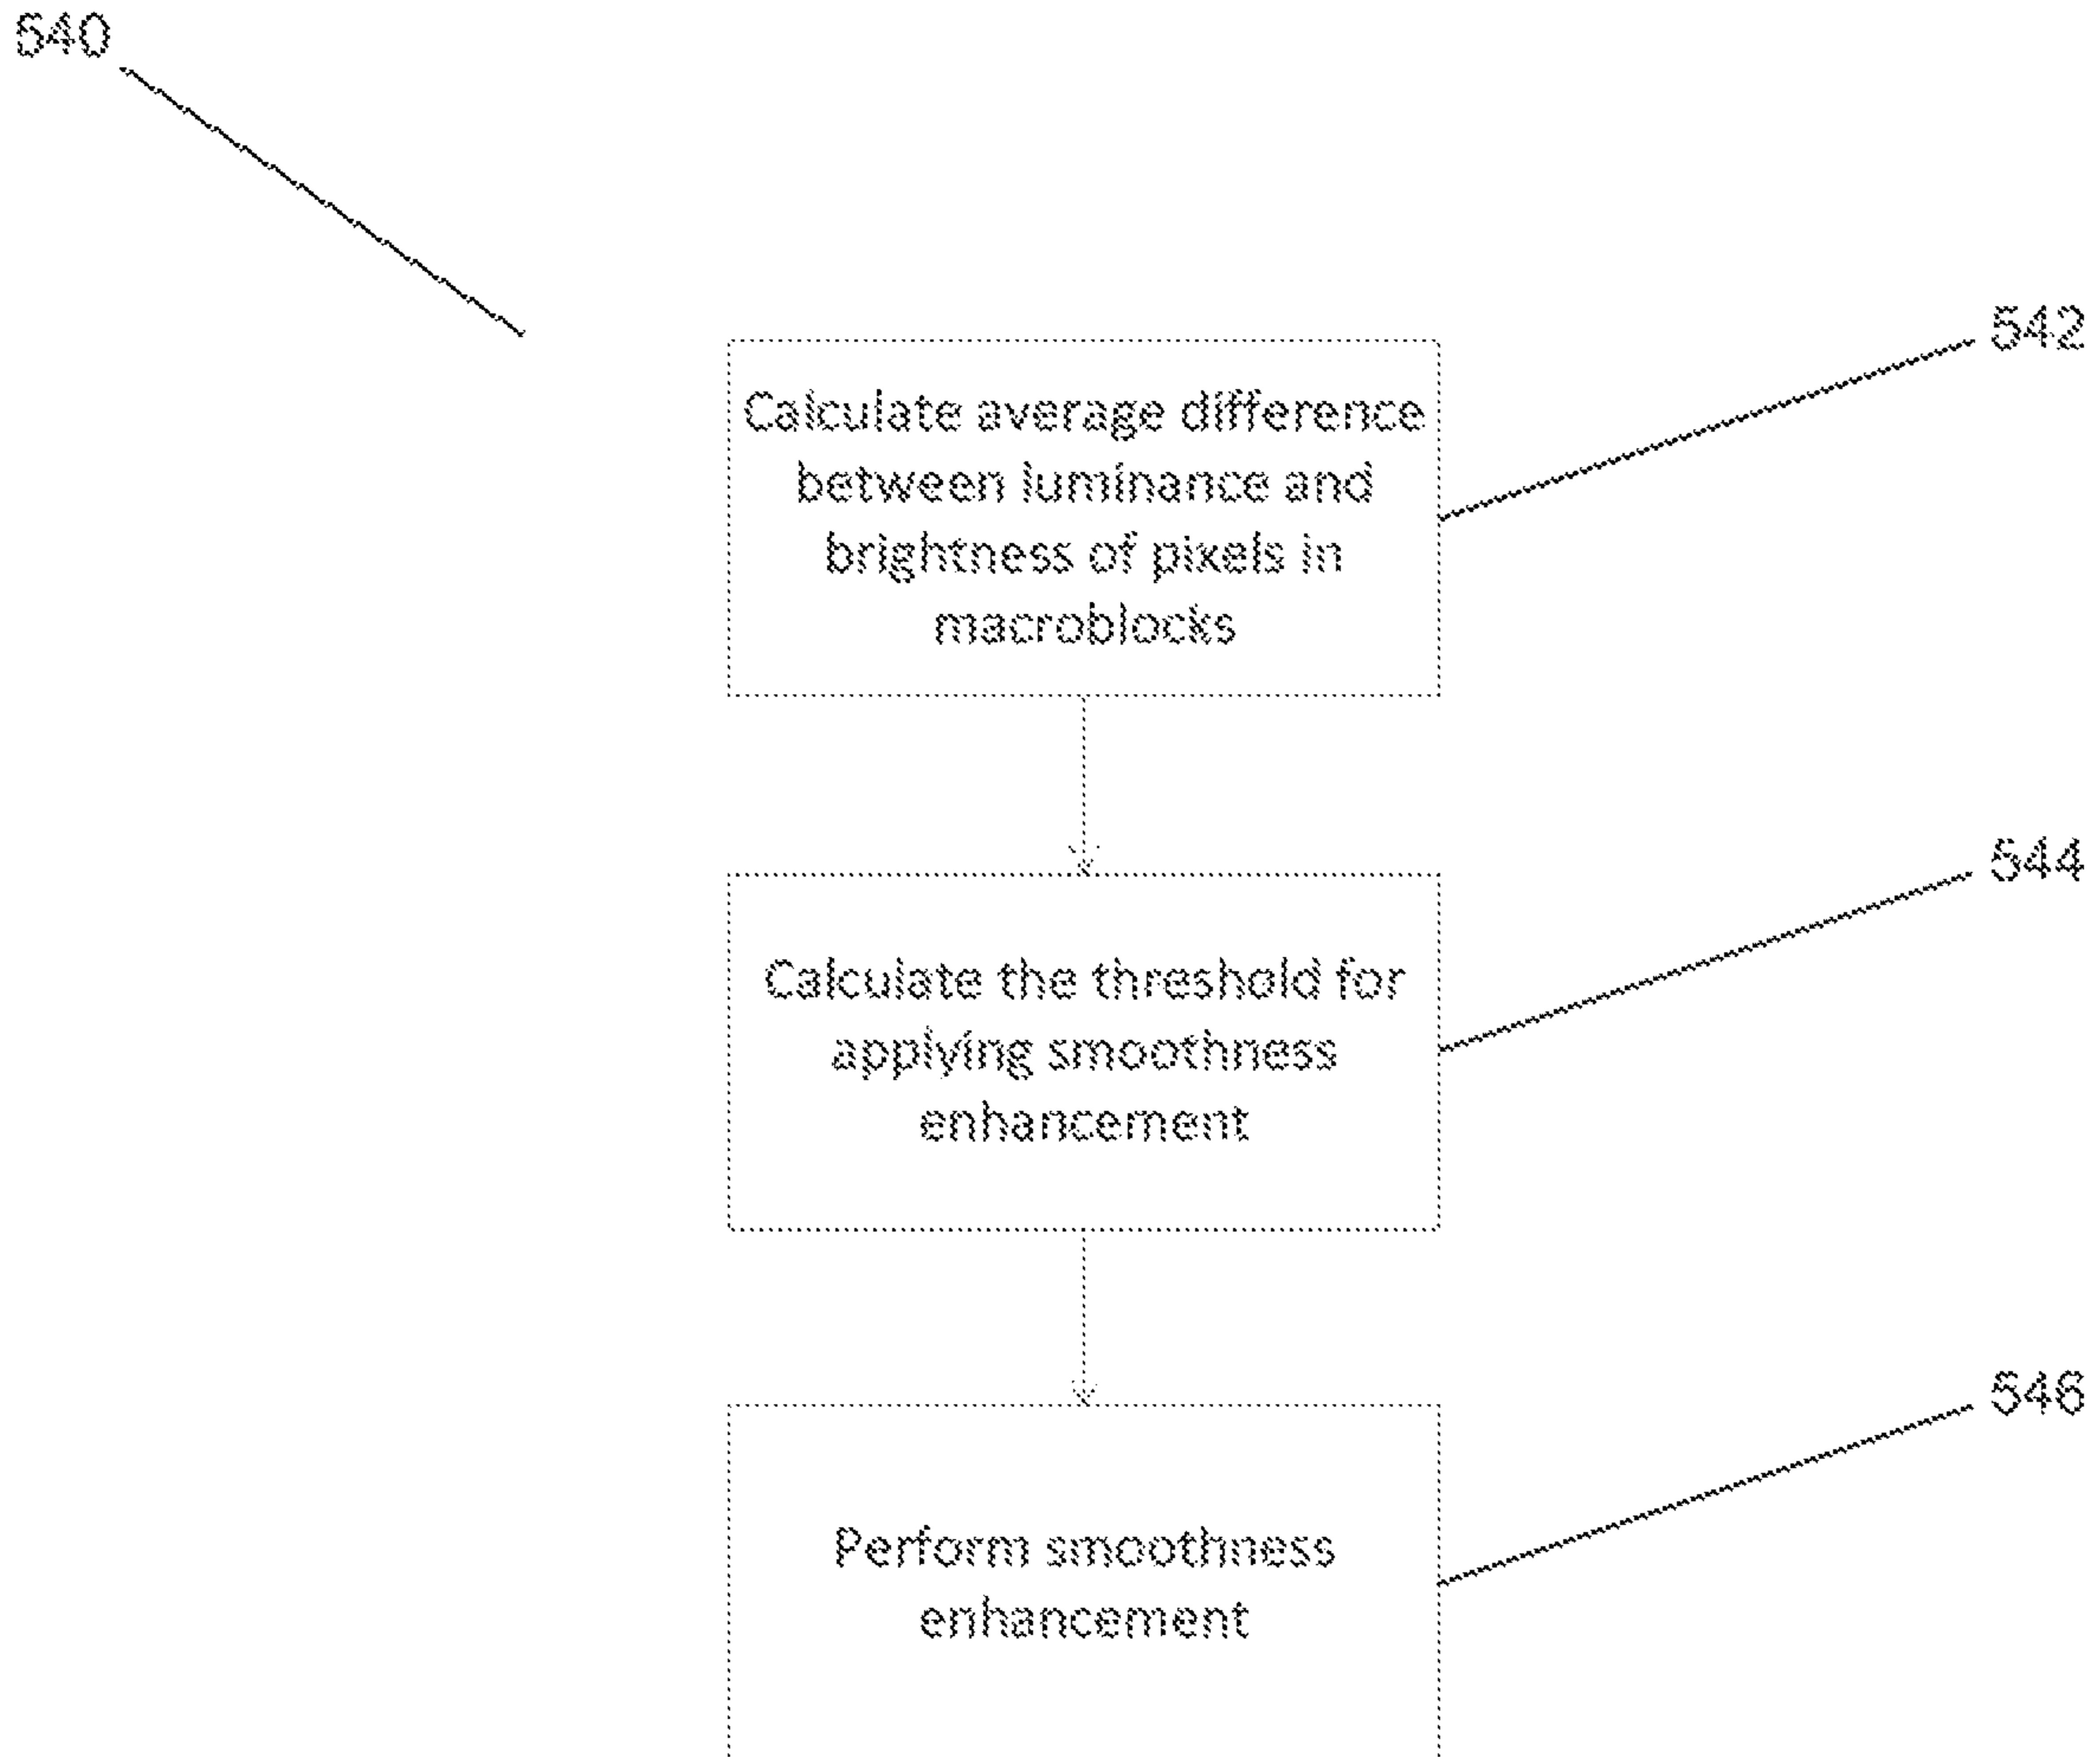 540
542
Calculate average difference
between luminance and
brightness of pixels in
macroblocks
544
Calculate the threshold for
applying smoothness
enhancement
546
Perform smoothness
enhancement